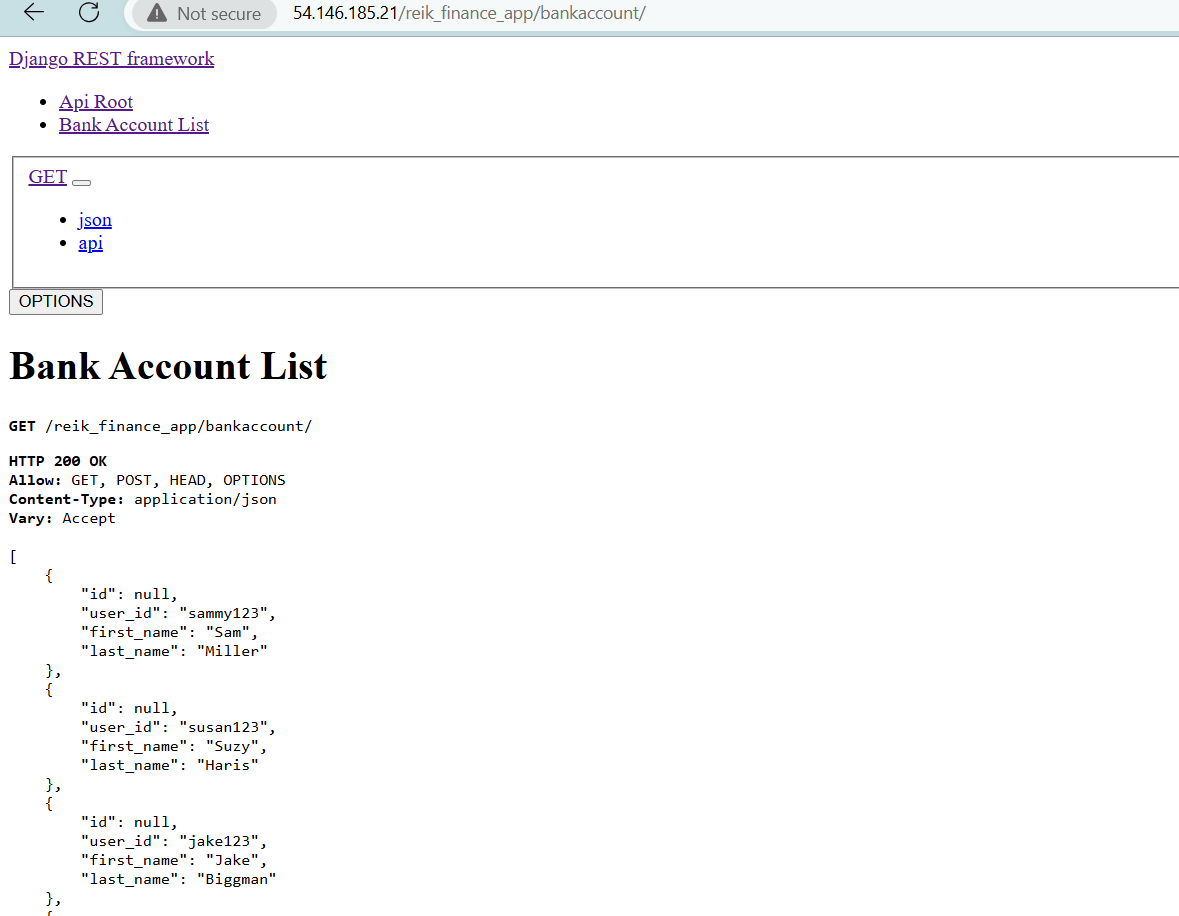 Not secure 54.146.185.21/reik_finance_app/bankaccount/
Django REST framework
Api Root
Bank Account List
GET
json
api
OPTIONS
Bank Account List
GET /reik_finance_app/bankaccount/
HTTP 200 OK
Allow: GET, POST, HEAD, OPTIONS
Content-Type: application/json
Vary: Accept
[
    {
        "id": null,
        "user_id": "sammy123",
        "first_name": "Sam",
        "last_name": "Miller"
    },
    {
        "id": null,
        "user_id": "susan123",
        "first_name": "Suzy",
        "last_name": "Haris"
    },
    {
        "id": null,
        "user_id": "jake123",
        "first_name": "Jake",
        "last_name": "Biggman"
    },
    {